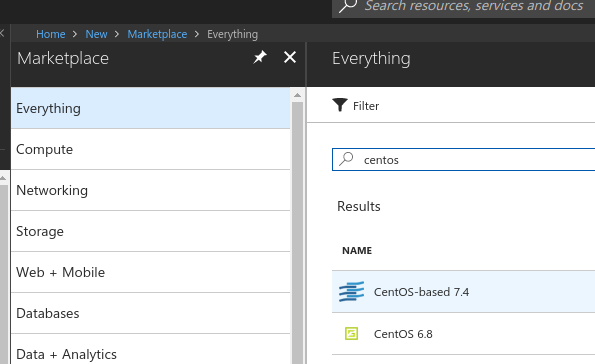 Search resources, services and docs
Home > New > Marketplace > Everything
Marketplace
Everything
Everything
Compute
Networking
Storage
Web + Mobile
Databases
Data + Analytics
Filter
centos
Results
NAME
CentOS-based 7.4
CentOS 6.8